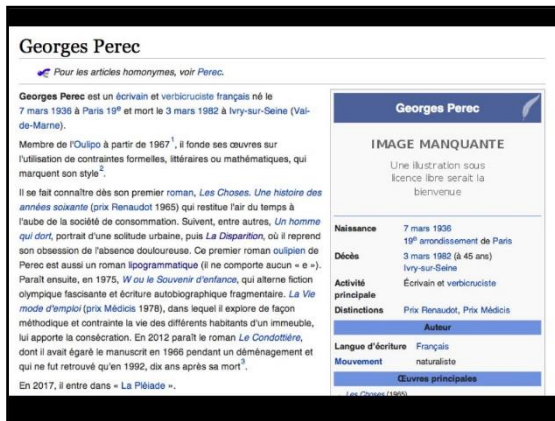 Georges Perec
Pour les articles homonymes, voir Perec.
Georges Perec est un écrivain et verbicruciste français né le
7 mars 1936 à Paris 19e et mort le 3 mars 1982 à Ivry-sur-Seine (Val-
de-Marne).
Membre de l'Oulipo à partir de 1967¹, il fonde ses œuvres sur
l'utilisation de contraintes formelles, littéraires ou mathématiques, qui
marquent son style².
Il se fait connaître dès son premier roman, Les Choses. Une histoire des
années soixante (prix Renaudot 1965) qui restitue l'air du temps à
l'aube de la société de consommation. Suivent, entre autres, Un homme
qui dort, portrait d'une solitude urbaine, puis La Disparition, où il reprend
son obsession de l'absence douloureuse. Ce premier roman oulipien de
Perec est aussi un roman lipogrammatique (il ne comporte aucun « e »).
Paraît ensuite, en 1975, W ou le Souvenir d'enfance, qui alterne fiction
olympique fascisante et écriture autobiographique fragmentaire. La Vie
mode d'emploi (prix Médicis 1978), dans lequel il explore de façon
méthodique et contrainte la vie des différents habitants d'un immeuble,
lui apporte la consécration. En 2012 paraît le roman Le Condottière,
dont il avait égaré le manuscrit en 1966 pendant un déménagement et
qui ne fut retrouvé qu'en 1992, dix ans après sa mort³.
En 2017, il entre dans « La Pléiade ».
Georges Perec
IMAGE MANQUANTE
Une illustration sous
licence libre serait la
bienvenue
Naissance 7 mars 1936
19e arrondissement de Paris
Décès 3 mars 1982 (à 45 ans)
Ivry-sur-Seine
Activité Écrivain et verbicruciste
principale
Distinctions Prix Renaudot, Prix Médicis
Auteur
Langue d'écriture Français
Mouvement naturaliste
Œuvres principales
Les Choses (1965)